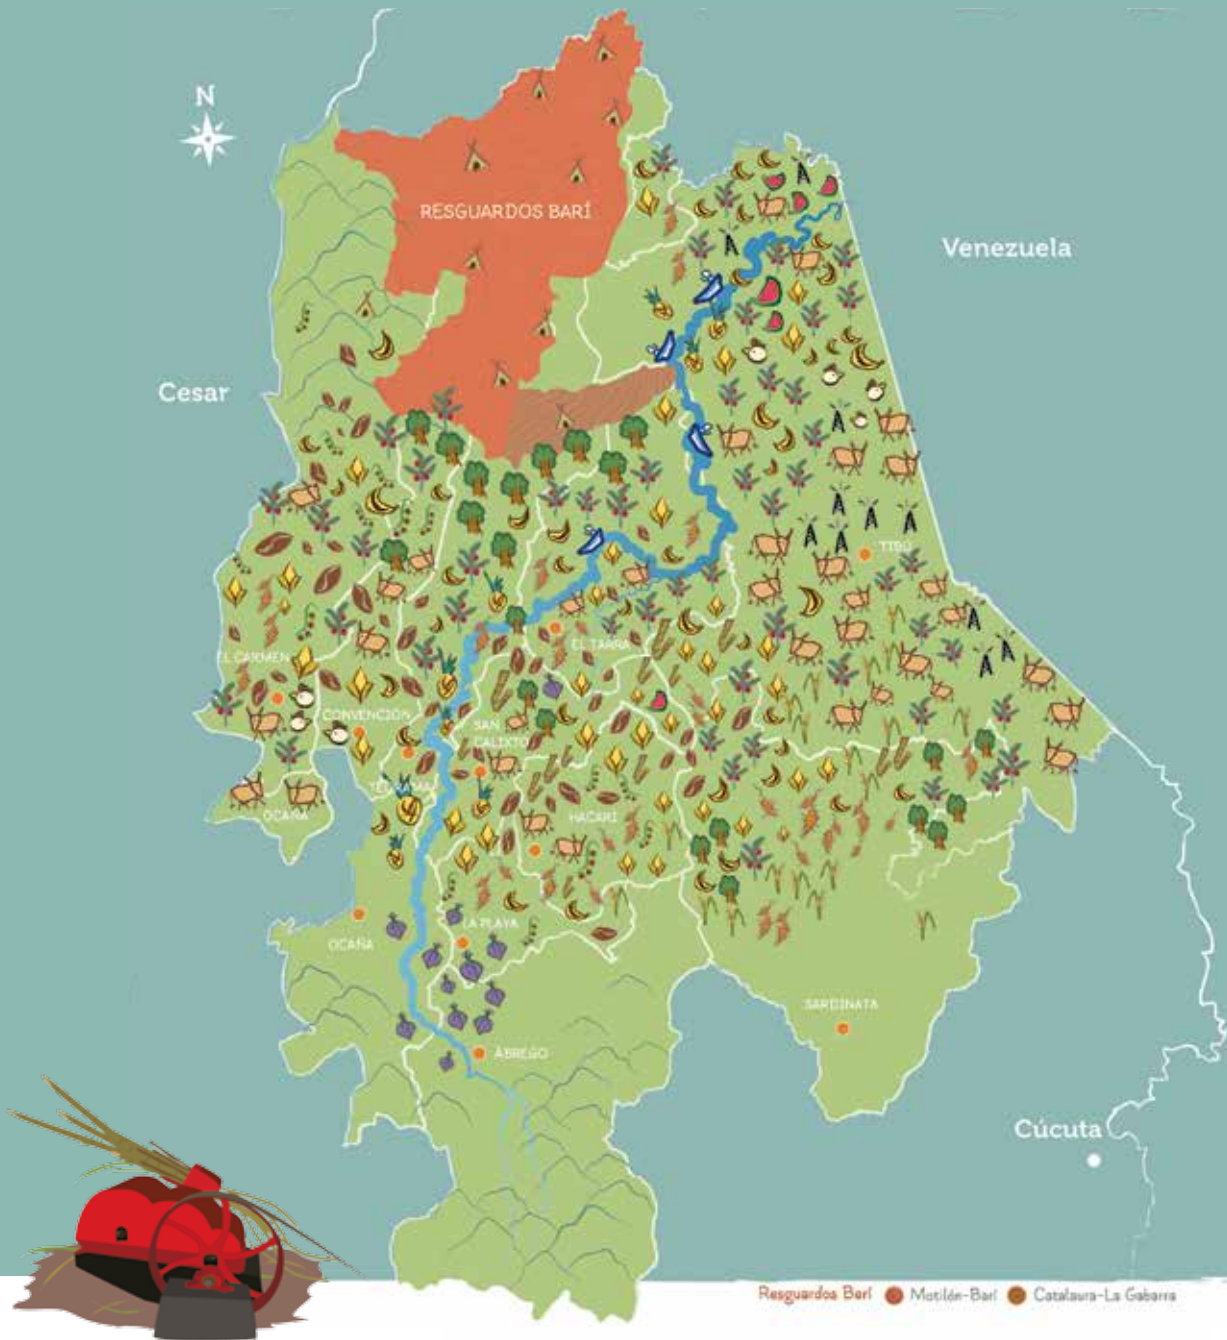 N
RESGUARDOS BARÍ
Venezuela
Cesar
TIBÚ
EL TARRA
EL CARMEN
CONVENCIÓN
SAN
CALIXTO
TEORAMA
OCAÑA
HACARÍ
LA PLAYA
OCAÑA
SARDINATA
ÁBREGO
Cúcuta
Resguardos Barí Motilón-Barí Catalaura-La Gabarra